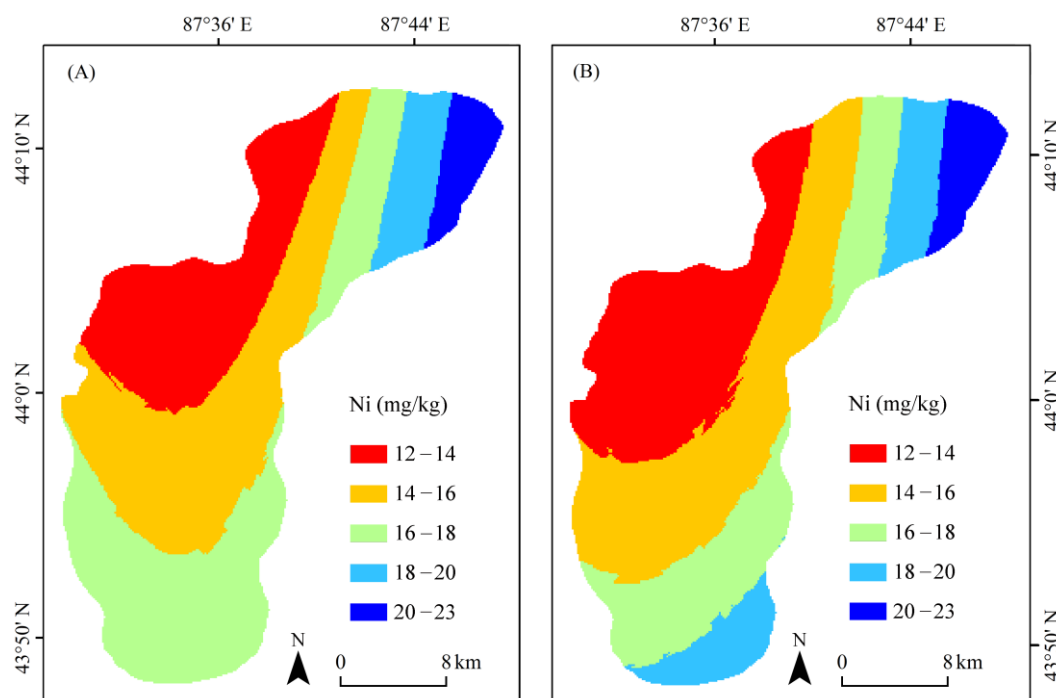 87°36' E 87°44' E 87°36' E 87°44' E
(A) (B)
44°10' N 44°10' N
44°0' N 44°0' N
43°50' N 43°50' N
Ni (mg/kg) Ni (mg/kg)
12–14 12–14
14–16 14–16
16–18 16–18
18–20 18–20
20–23 20–23
N N
0 8 km 0 8 km